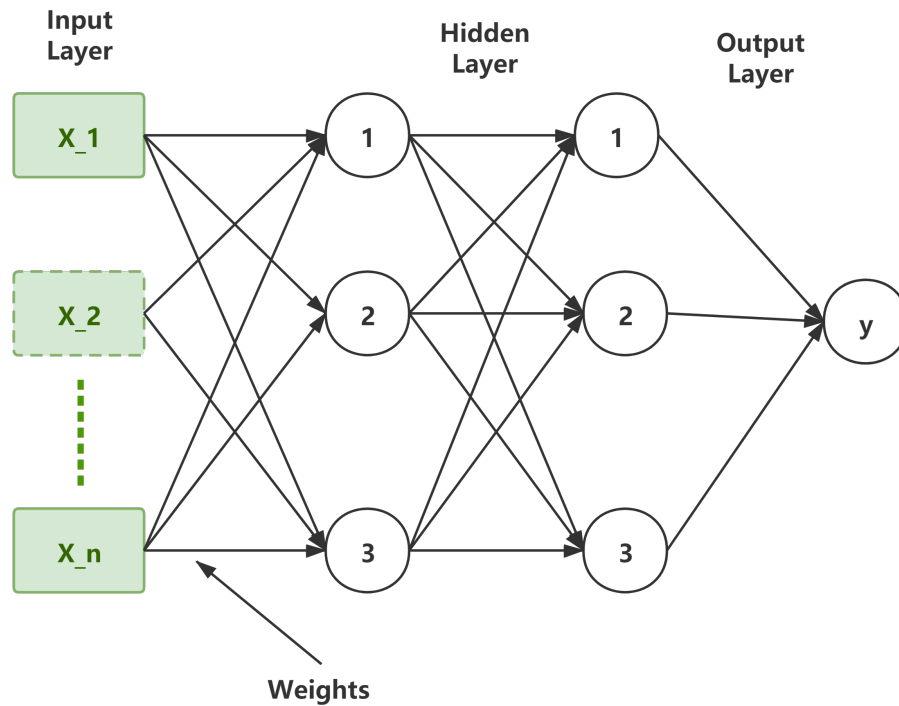 Input
Layer
Hidden
Layer
Output
Layer
X_1
1
1
X_2
2
2
y
X_n
3
3
Weights